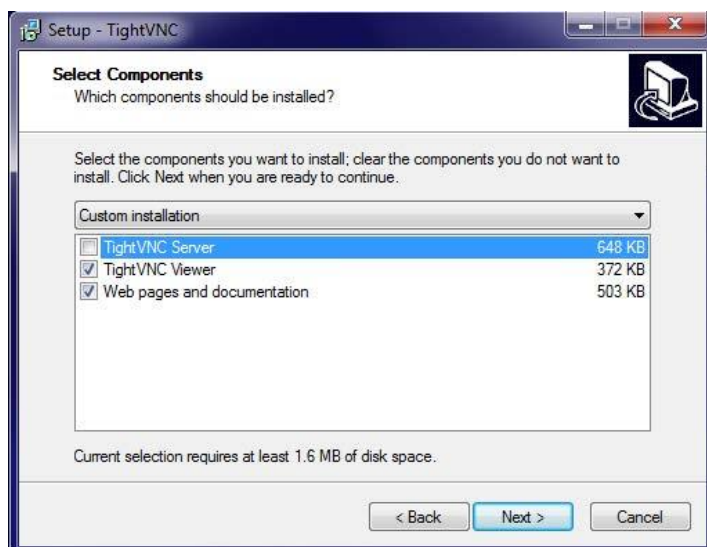 Setup - TightVNC
Select Components
Which components should be installed?
Select the components you want to install; clear the components you do not want to
install. Click Next when you are ready to continue.
Custom installation
TightVNC Server 648 KB
TightVNC Viewer 372 KB
Web pages and documentation 503 KB
Current selection requires at least 1.6 MB of disk space.
< Back Next > Cancel